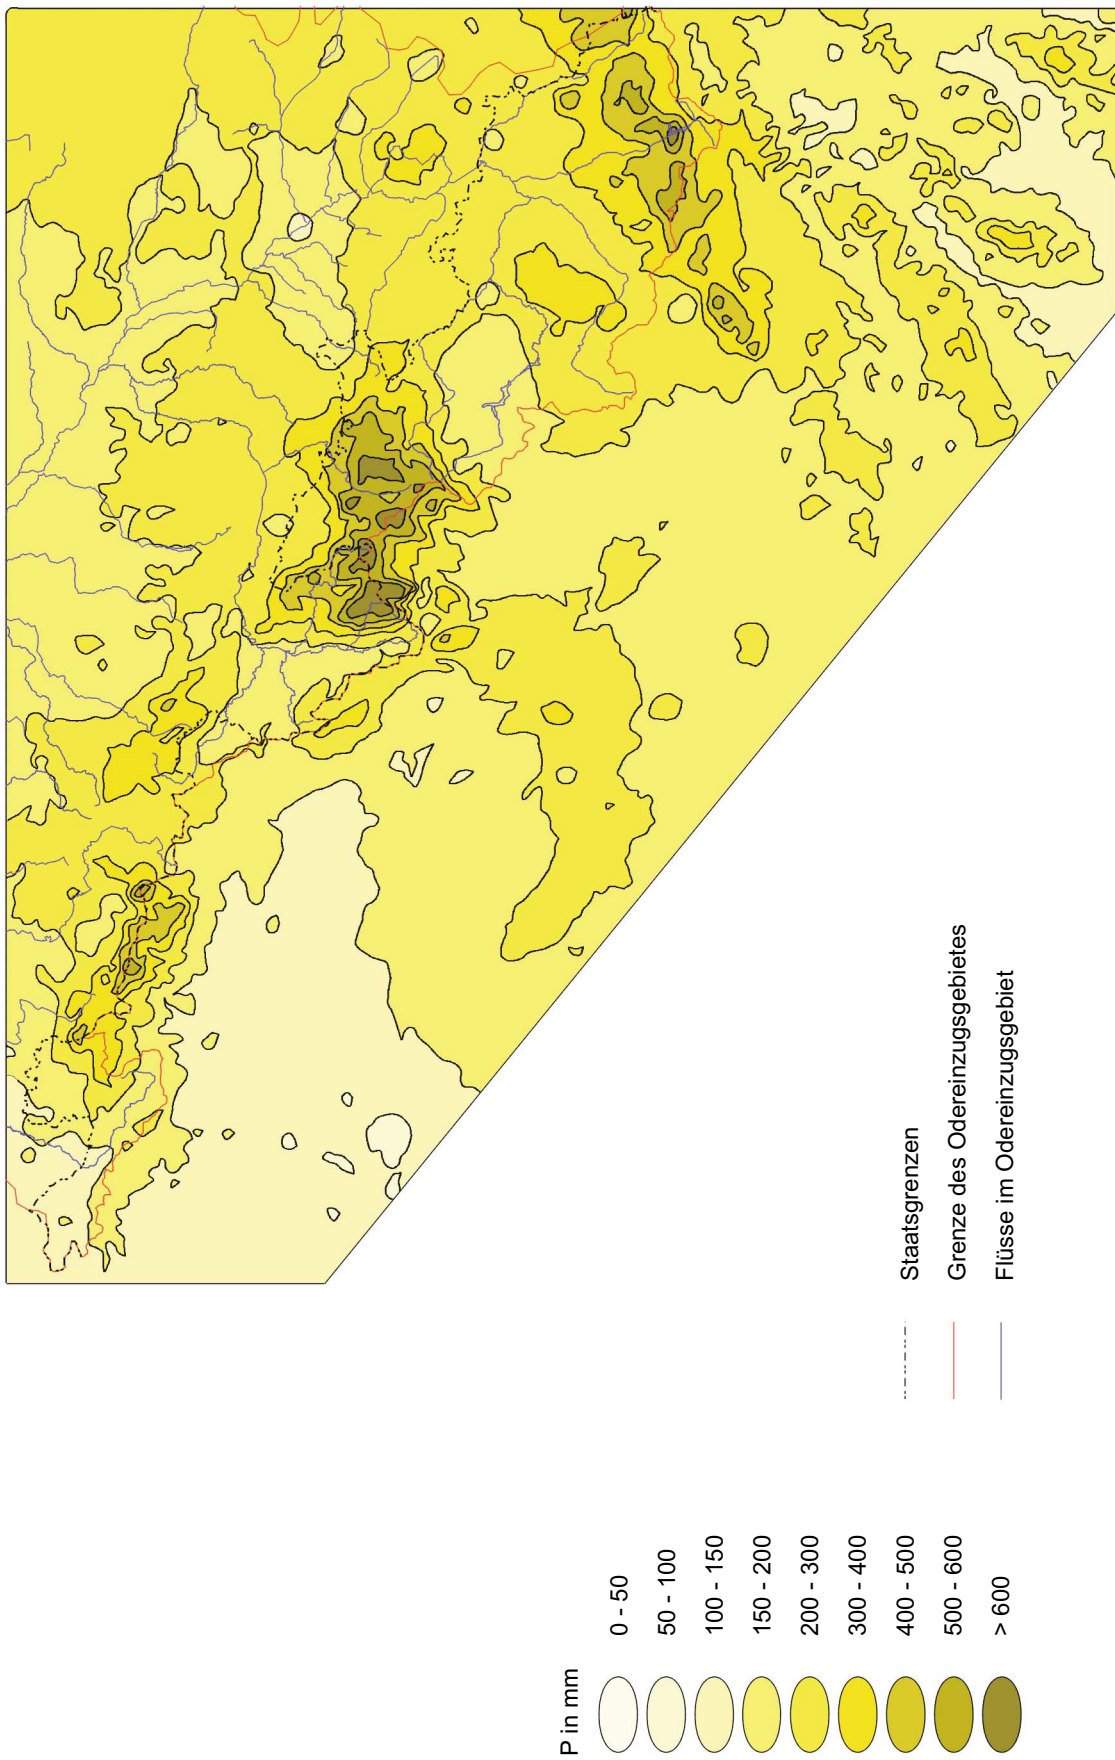 P in mm
0 - 50
50 - 100
100 - 150
150 - 200
200 - 300
300 - 400
400 - 500
500 - 600
> 600
Staatsgrenzen
Grenze des Odereinzugsgebietes
Flüsse im Odereinzugsgebiet